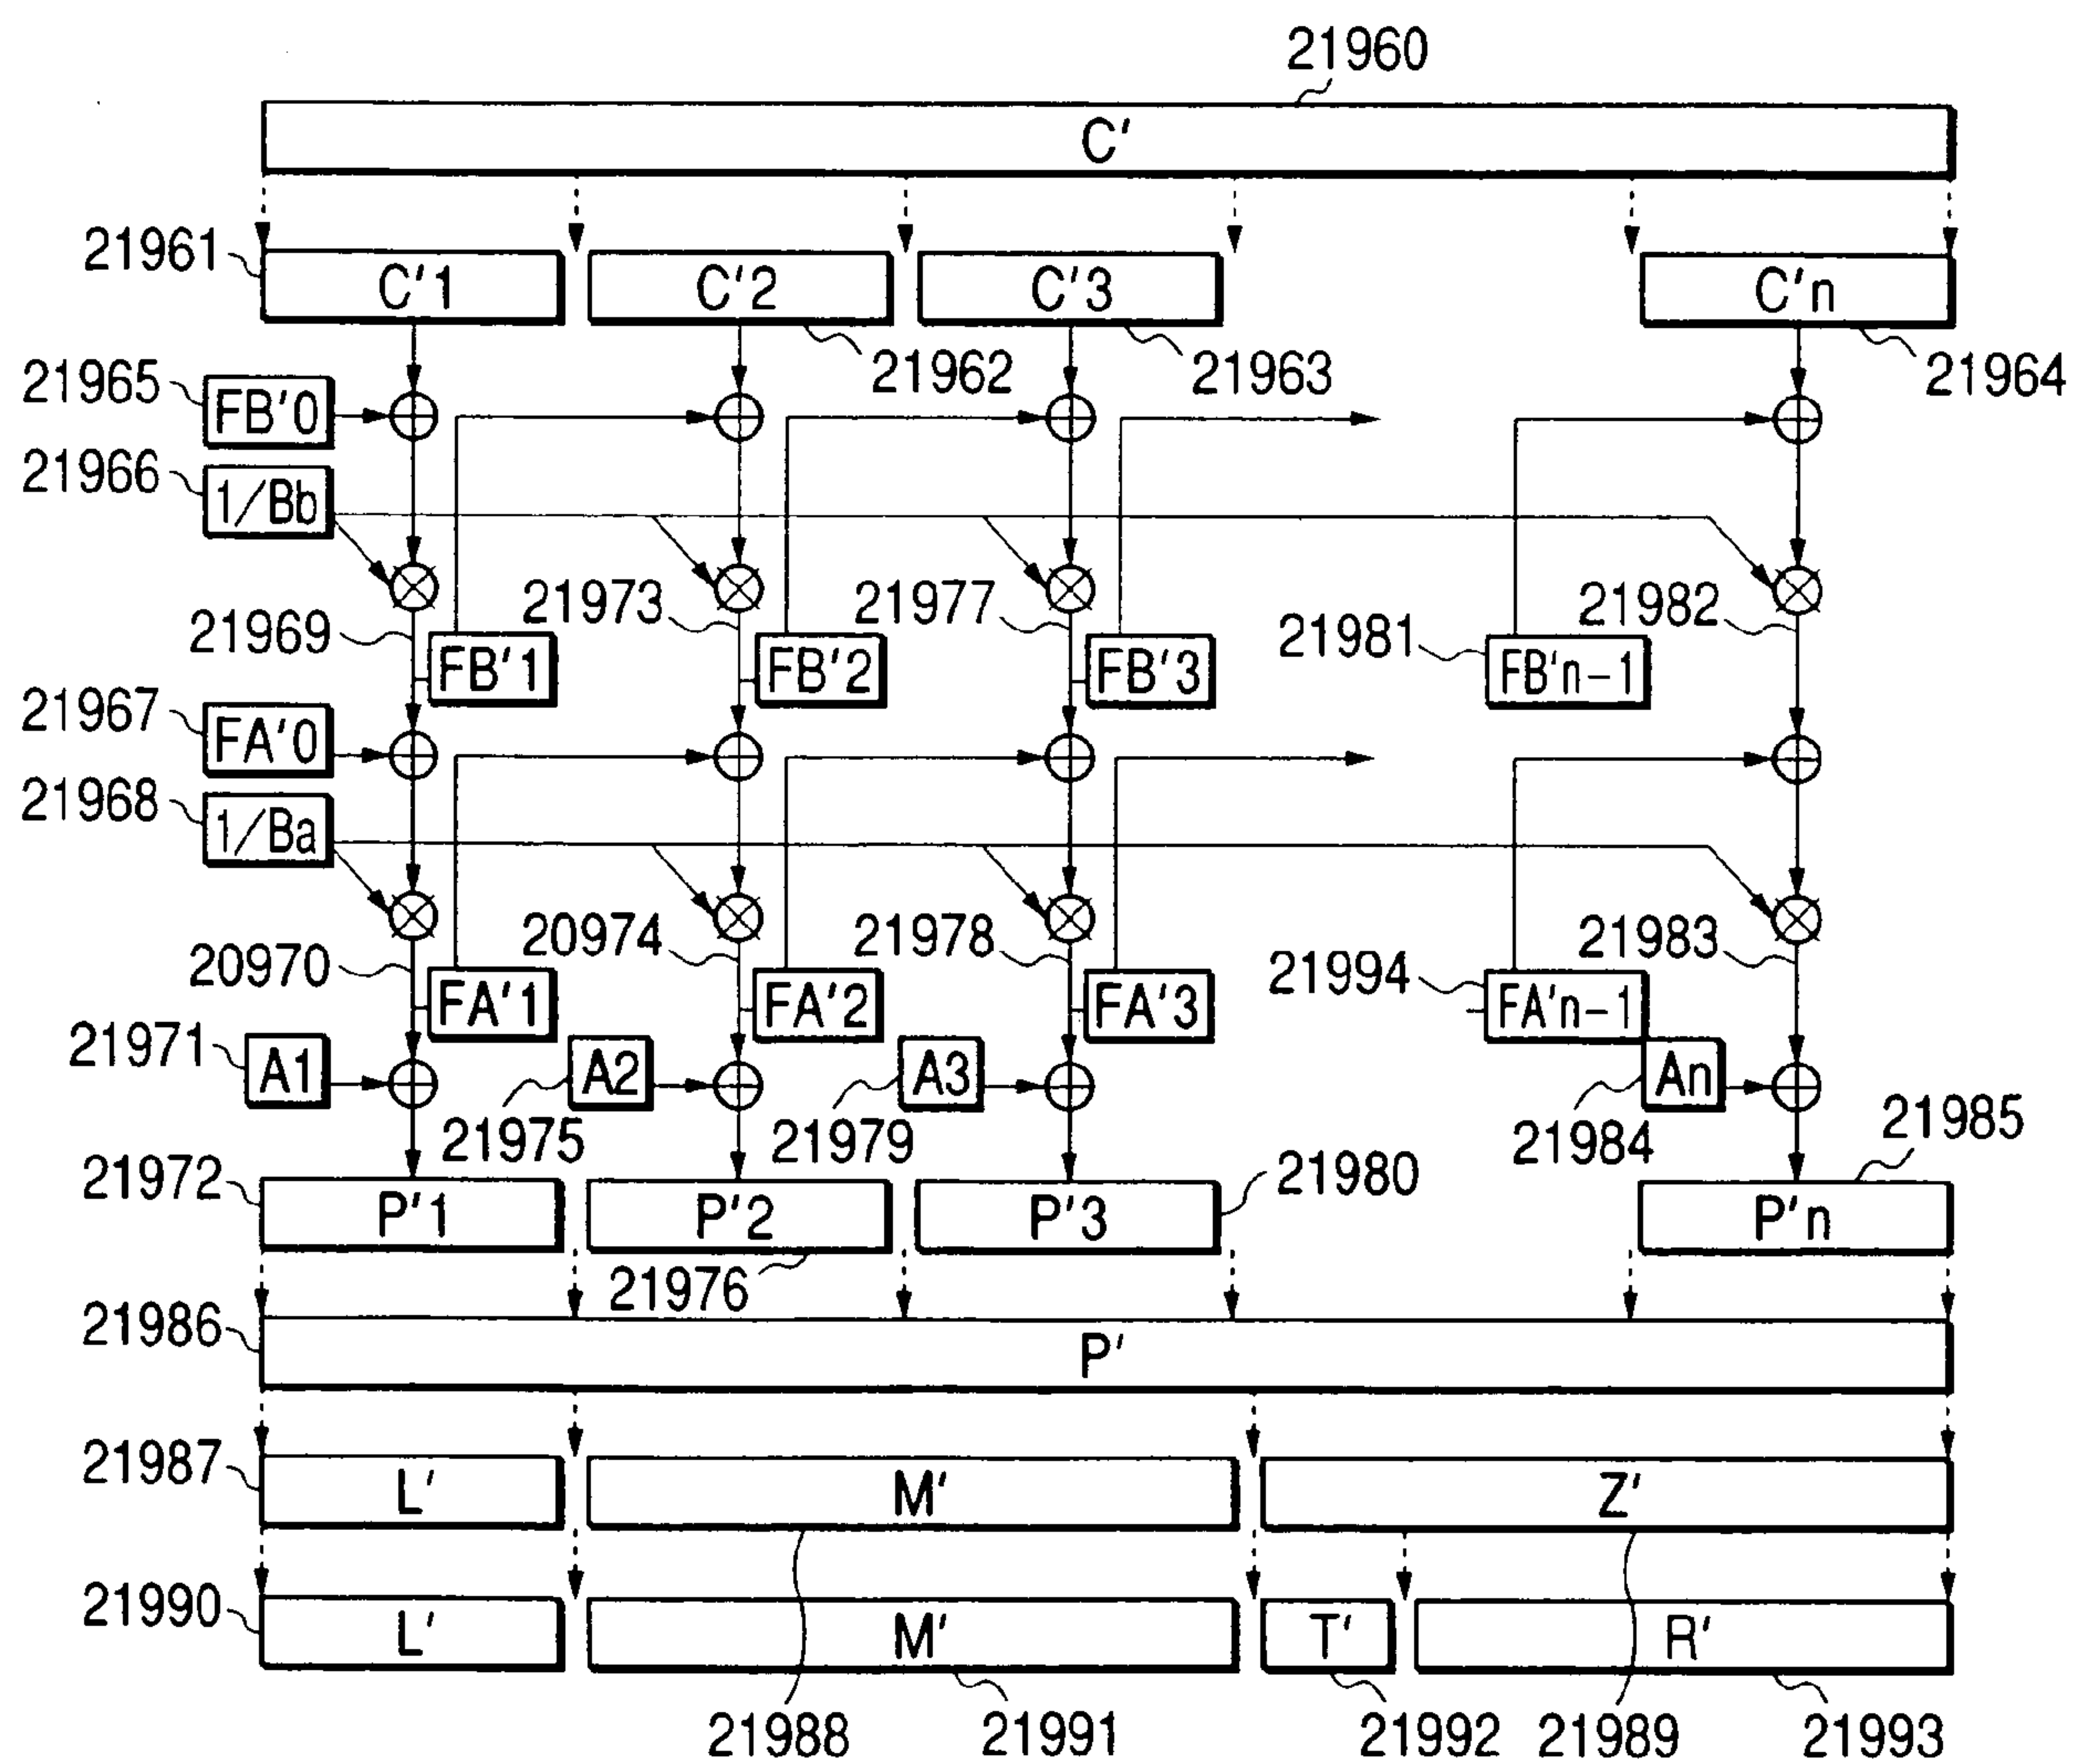 21960
C'
21961
C'1 C'2 C'3 C'n
21962 21963 21964
21965 FB'0
21966 1/Bb
21969 21973 21977 21982
FB'1 FB'2 FB'3 21981 FB'n-1
21967 FA'0
21968 1/Ba
20970 20974 21978 21983
FA'1 FA'2 FA'3 21994 FA'n-1
21971 A1 A2 A3 An
21975 21979 21984 21985
21972 P'1 P'2 P'3 21980 P'n
21976
21986 P'
21987 L' M' Z'
21990 L' M' T' R'
21988 21991 21992 21989 21993